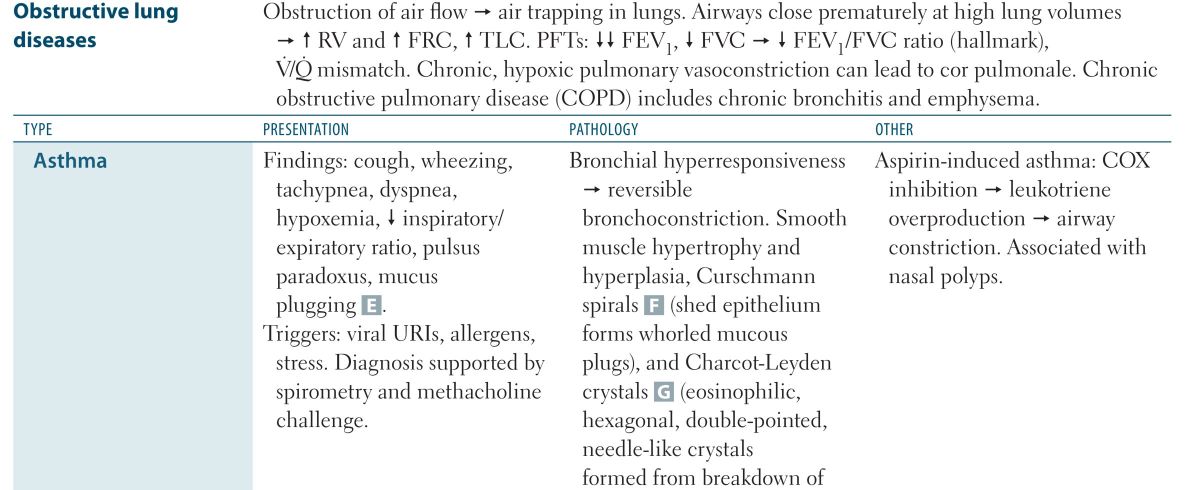 Obstructive lung diseases
Obstruction of air flow → air trapping in lungs. Airways close prematurely at high lung volumes
→ ↑ RV and ↑ FRC, ↑ TLC. PFTs: ↓↓ FEV₁, ↓ FVC → ↓ FEV₁/FVC ratio (hallmark),
V̇/Q̇ mismatch. Chronic, hypoxic pulmonary vasoconstriction can lead to cor pulmonale. Chronic
obstructive pulmonary disease (COPD) includes chronic bronchitis and emphysema.
TYPE PRESENTATION PATHOLOGY OTHER
Asthma
Findings: cough, wheezing,
tachypnea, dyspnea,
hypoxemia, ↓ inspiratory/
expiratory ratio, pulsus
paradoxus, mucus
plugging E.
Triggers: viral URIs, allergens,
stress. Diagnosis supported by
spirometry and methacholine
challenge.
Bronchial hyperresponsiveness
→ reversible
bronchoconstriction. Smooth
muscle hypertrophy and
hyperplasia, Curschmann
spirals F (shed epithelium
forms whorled mucous
plugs), and Charcot-Leyden
crystals G (eosinophilic,
hexagonal, double-pointed,
needle-like crystals
formed from breakdown of
Aspirin-induced asthma: COX
inhibition → leukotriene
overproduction → airway
constriction. Associated with
nasal polyps.